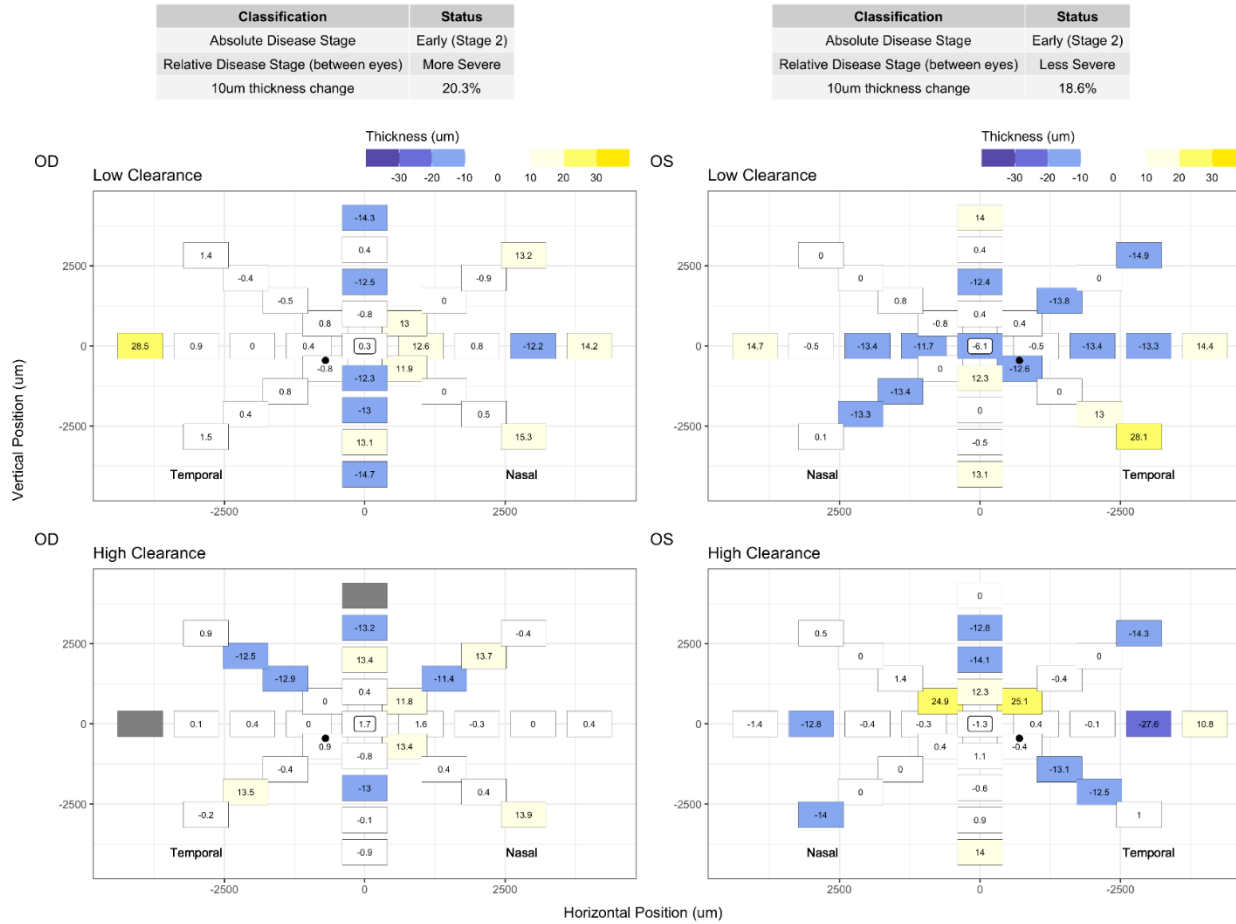 Classification Status
Absolute Disease Stage Early (Stage 2)
Relative Disease Stage (between eyes) More Severe
10um thickness change 20.3%
Classification Status
Absolute Disease Stage Early (Stage 2)
Relative Disease Stage (between eyes) Less Severe
10um thickness change 18.6%
Vertical Position (um)
OD
Low Clearance
Thickness (um)
-30 -20 -10 0 10 20 30
-14.3
1.4 0.4 13.2
-0.4 -12.5 -0.9
-0.5 -0.8 0
0.8 13
2500
0
-2500
28.5 0.9 0 0.4 0.3 12.6 0.8 -12.2 14.2
-0.8 11.9
-12.3
0.8 0
0.4 -13 0.5
1.5 13.1 15.3
-14.7
Temporal Nasal
-2500 0 2500
OS
Low Clearance
Thickness (um)
-30 -20 -10 0 10 20 30
14
0 0.4 -14.9
0 -12.4 0
0.8 0.4 -13.8
-0.8 0.4
2500
0
-2500
14.7 -0.5 -13.4 -11.7 -6.1 -0.5 -13.4 -13.3 14.4
0 -12.6
12.3
-13.4 0
-13.3 0 13
0.1 -0.5 28.1
13.1
Nasal Temporal
2500 0 -2500
OD
High Clearance
0.9 -13.2 -0.4
-12.5 13.4 13.7
-12.9 0.4 -11.4
0 11.8
2500
0
-2500
0.1 0.4 0 1.7 1.6 -0.3 0 0.4
0.9 13.4
-0.8
-0.4 0.4
13.5 -13 0.4
-0.2 -0.1 13.9
-0.9
Temporal Nasal
-2500 0 2500
OS
High Clearance
0
0.5 -12.8 -14.3
0 -14.1 0
1.4 12.3 -0.4
24.9 25.1
2500
0
-2500
-1.4 -12.8 -0.4 -0.3 -1.3 0.4 -0.1 -27.6 10.8
0.4 -0.4
1.1
0 -13.1
0 -0.6 -12.5
-14 0.9 1
14
Nasal Temporal
2500 0 -2500
Horizontal Position (um)